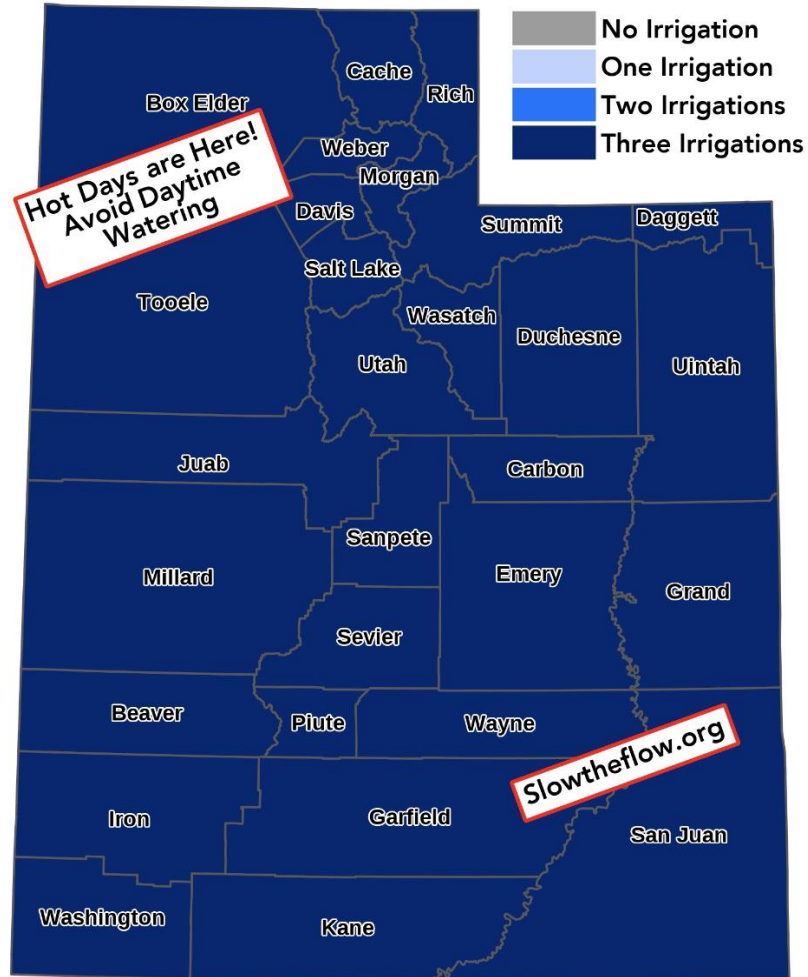 No Irrigation
One Irrigation
Two Irrigations
Three Irrigations
Cache
Rich
Box Elder
Hot Days are Here!
Avoid Daytime
Watering
Weber
Morgan
Davis
Summit
Daggett
Salt Lake
Tooele
Wasatch
Duchesne
Utah
Uintah
Juab
Carbon
Sanpete
Millard
Emery
Grand
Sevier
Beaver
Piute
Wayne
Slowtheflow.org
Iron
Garfield
San Juan
Washington
Kane